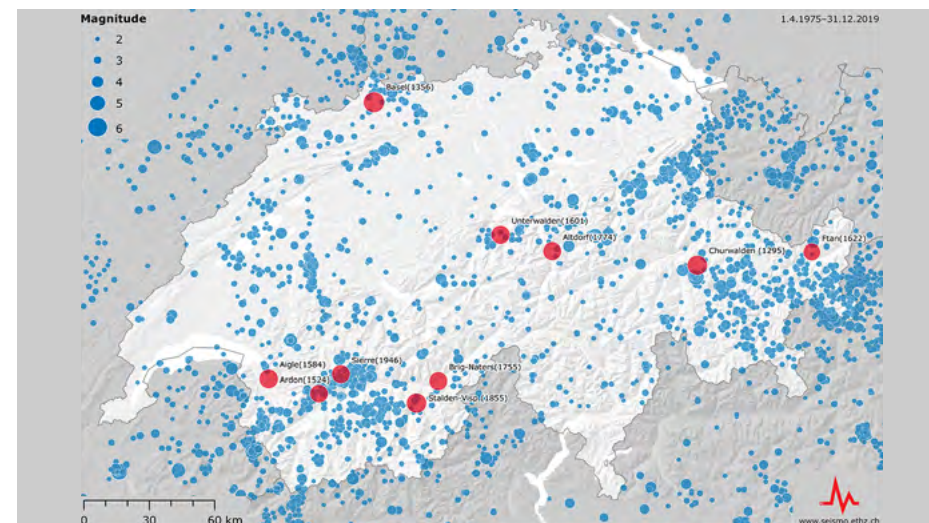 Magnitude
1.4.1975–31.12.2019
2
3
4
5
6
Basel(1356)
Unterwalden(1601)
Altdorf(1774)
Ftan(1622)
Churwalden (1295)
Aigle(1584)
Sierre(1946)
Brig-Naters(1755)
Ardon(1524)
Stalden-Visp(1855)
0 30 60 km
www.seismo.ethz.ch